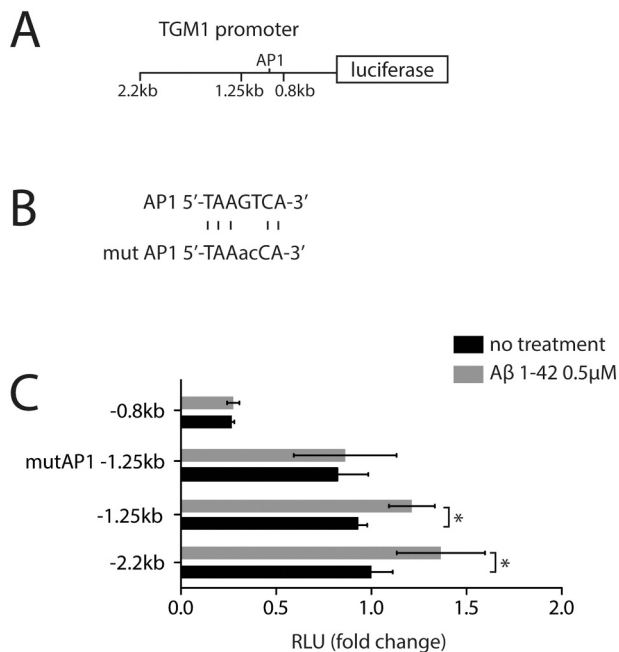 A
TGM1 promoter
AP1
luciferase
2.2kb 1.25kb 0.8kb
B
AP1 5’-TAAGTCA-3’
mut AP1 5’-TAAacCA-3’
no treatment
Aβ 1-42 0.5μM
C
-0.8kb
mutAP1 -1.25kb
-1.25kb
*
-2.2kb
*
0.0 0.5 1.0 1.5 2.0
RLU (fold change)